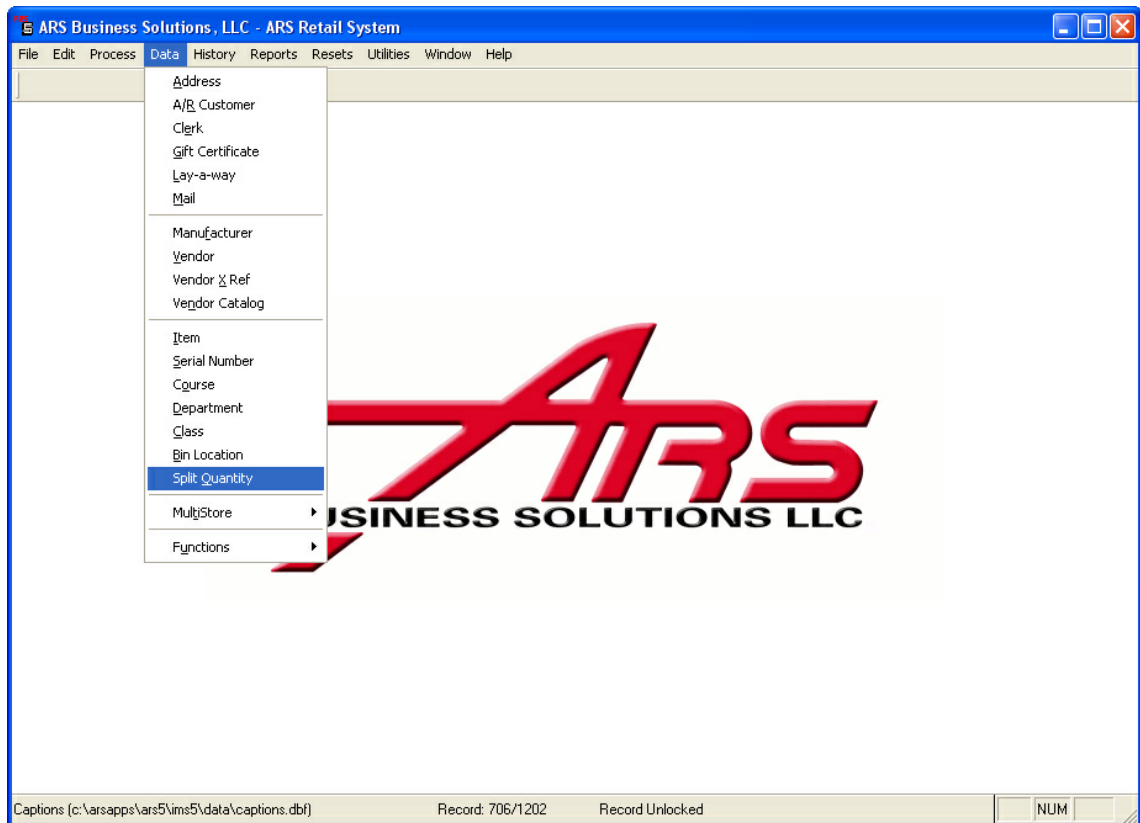 ARS Business Solutions, LLC - ARS Retail System
File Edit Process Data History Reports Resets Utilities Window Help
Address
A/R Customer
Clerk
Gift Certificate
Lay-a-way
Mail
Manufacturer
Vendor
Vendor X Ref
Vendor Catalog
Item
Serial Number
Course
Department
Class
Bin Location
Split Quantity
MultiStore
Functions
ARS
USINESS SOLUTIONS LLC
Captions (c:\arsapps\ars5\ims5\data\captions.dbf) Record: 706/1202 Record Unlocked NUM